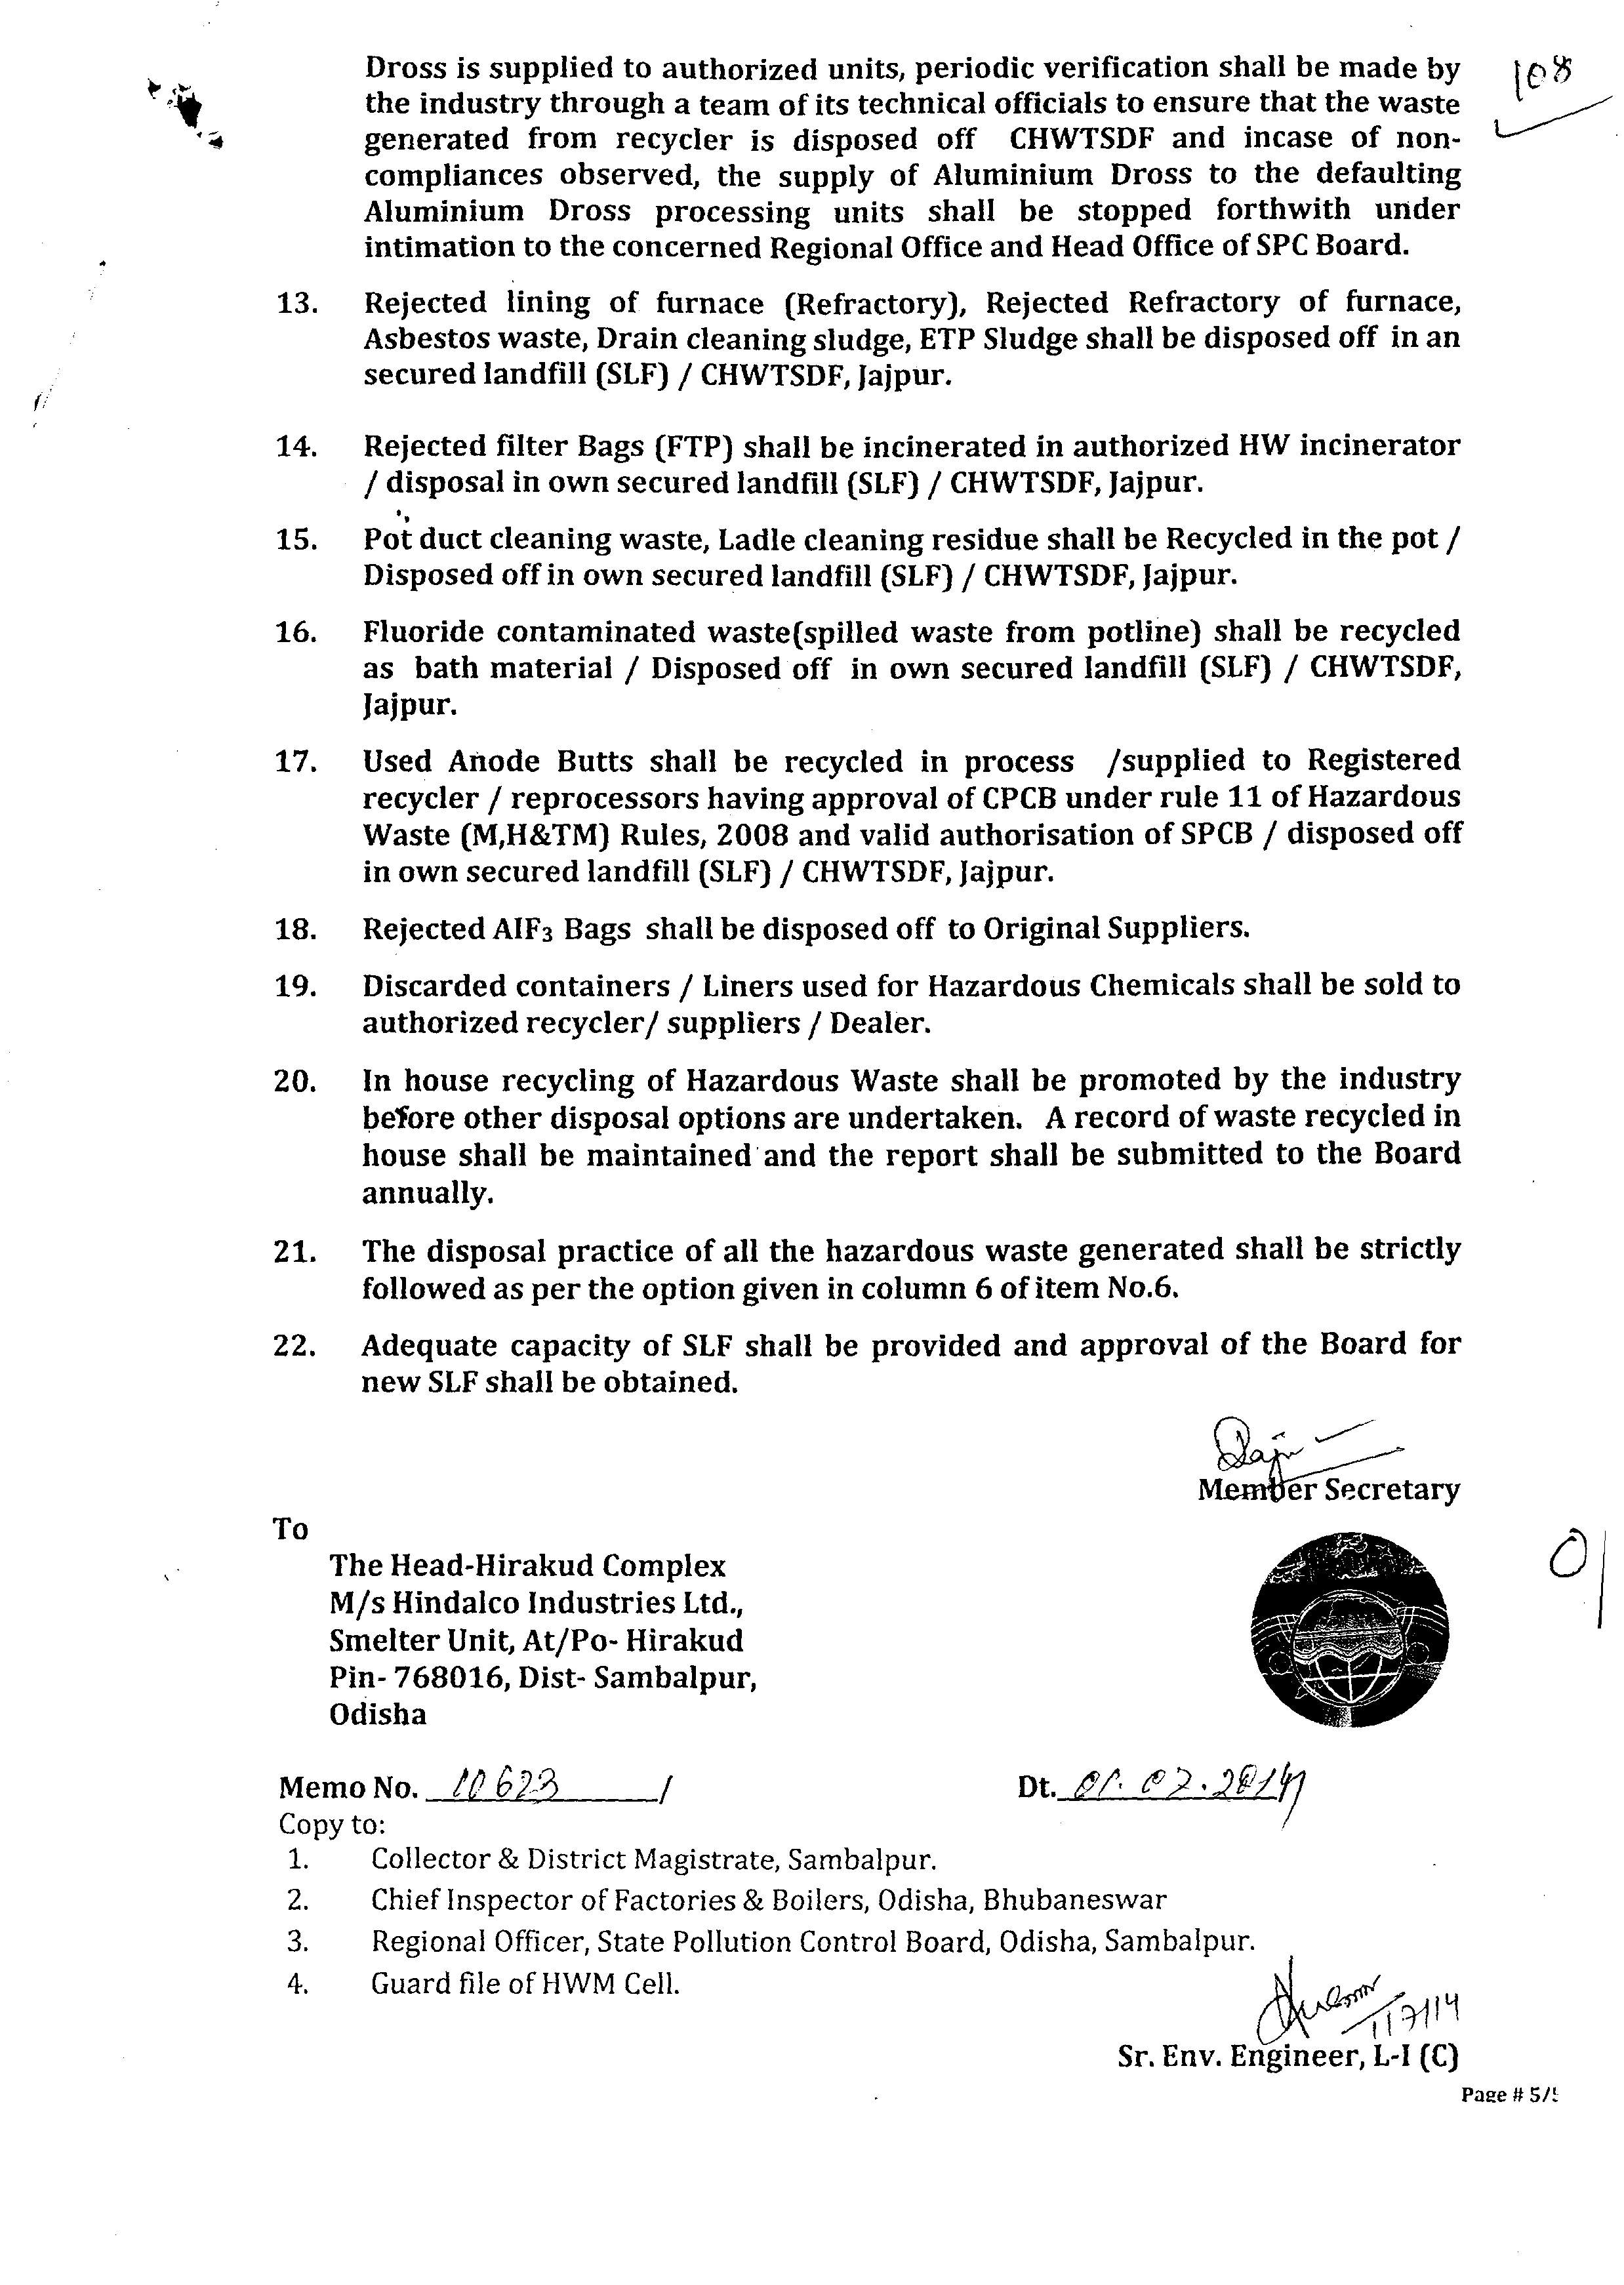 108
Dross is supplied to authorized units, periodic verification shall be made by
the industry through a team of its technical officials to ensure that the waste
generated from recycler is disposed off CHWTSDF and incase of non-
compliances observed, the supply of Aluminium Dross to the defaulting
Aluminium Dross processing units shall be stopped forthwith under
intimation to the concerned Regional Office and Head Office of SPC Board.
13. Rejected lining of furnace (Refractory), Rejected Refractory of furnace,
Asbestos waste, Drain cleaning sludge, ETP Sludge shall be disposed off in an
secured landfill (SLF) / CHWTSDF, Jajpur.
14. Rejected filter Bags (FTP) shall be incinerated in authorized HW incinerator
/ disposal in own secured landfill (SLF) / CHWTSDF, Jajpur.
15. Pot duct cleaning waste, Ladle cleaning residue shall be Recycled in the pot /
Disposed off in own secured landfill (SLF) / CHWTSDF, Jajpur.
16. Fluoride contaminated waste(spilled waste from potline) shall be recycled
as bath material / Disposed off in own secured landfill (SLF) / CHWTSDF,
Jajpur.
17. Used Anode Butts shall be recycled in process /supplied to Registered
recycler / reprocessors having approval of CPCB under rule 11 of Hazardous
Waste (M,H&TM) Rules, 2008 and valid authorisation of SPCB / disposed off
in own secured landfill (SLF) / CHWTSDF, Jajpur.
18. Rejected AlF3 Bags shall be disposed off to Original Suppliers.
19. Discarded containers / Liners used for Hazardous Chemicals shall be sold to
authorized recycler/ suppliers / Dealer.
20. In house recycling of Hazardous Waste shall be promoted by the industry
before other disposal options are undertaken. A record of waste recycled in
house shall be maintained and the report shall be submitted to the Board
annually.
21. The disposal practice of all the hazardous waste generated shall be strictly
followed as per the option given in column 6 of item No.6.
22. Adequate capacity of SLF shall be provided and approval of the Board for
new SLF shall be obtained.
Member Secretary
To
The Head-Hirakud Complex
M/s Hindalco Industries Ltd.,
Smelter Unit, At/Po- Hirakud
Pin- 768016, Dist- Sambalpur,
Odisha
Memo No. 10623 / Dt. 01.07.2014
Copy to:
1. Collector & District Magistrate, Sambalpur.
2. Chief Inspector of Factories & Boilers, Odisha, Bhubaneswar
3. Regional Officer, State Pollution Control Board, Odisha, Sambalpur.
4. Guard file of HWM Cell.
1/7/14
Sr. Env. Engineer, L-I (C)
Page # 5/